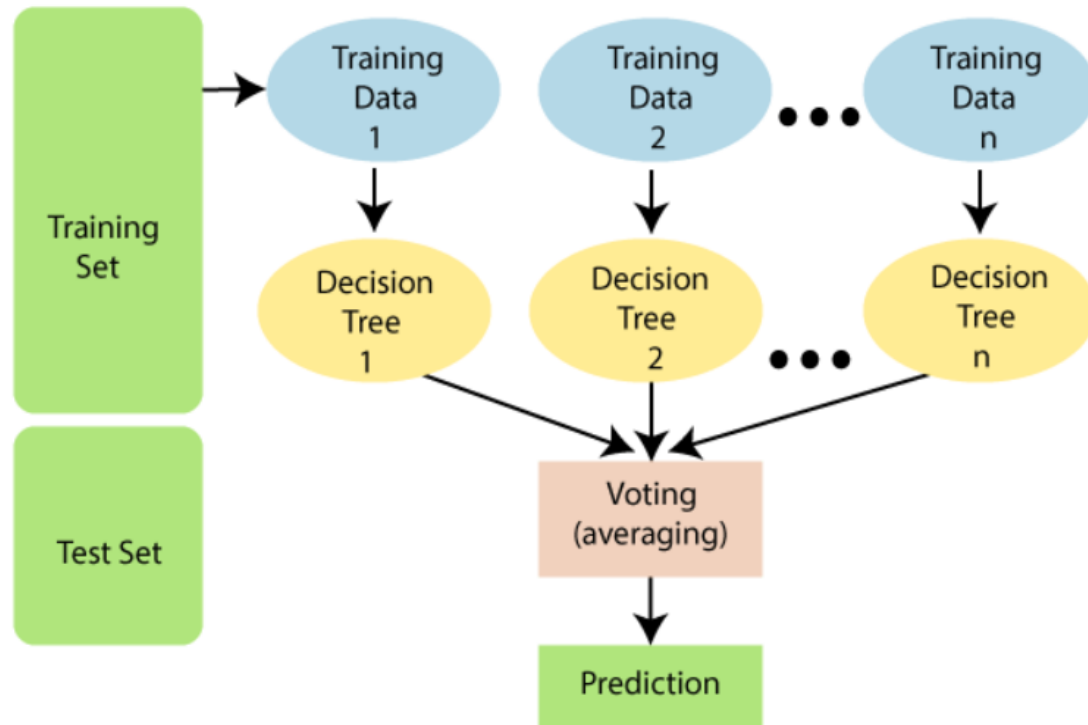 Training
Set
Test Set
Training
Data
1
Training
Data
2
Training
Data
n
Decision
Tree
1
Decision
Tree
2
Decision
Tree
n
Voting
(averaging)
Prediction